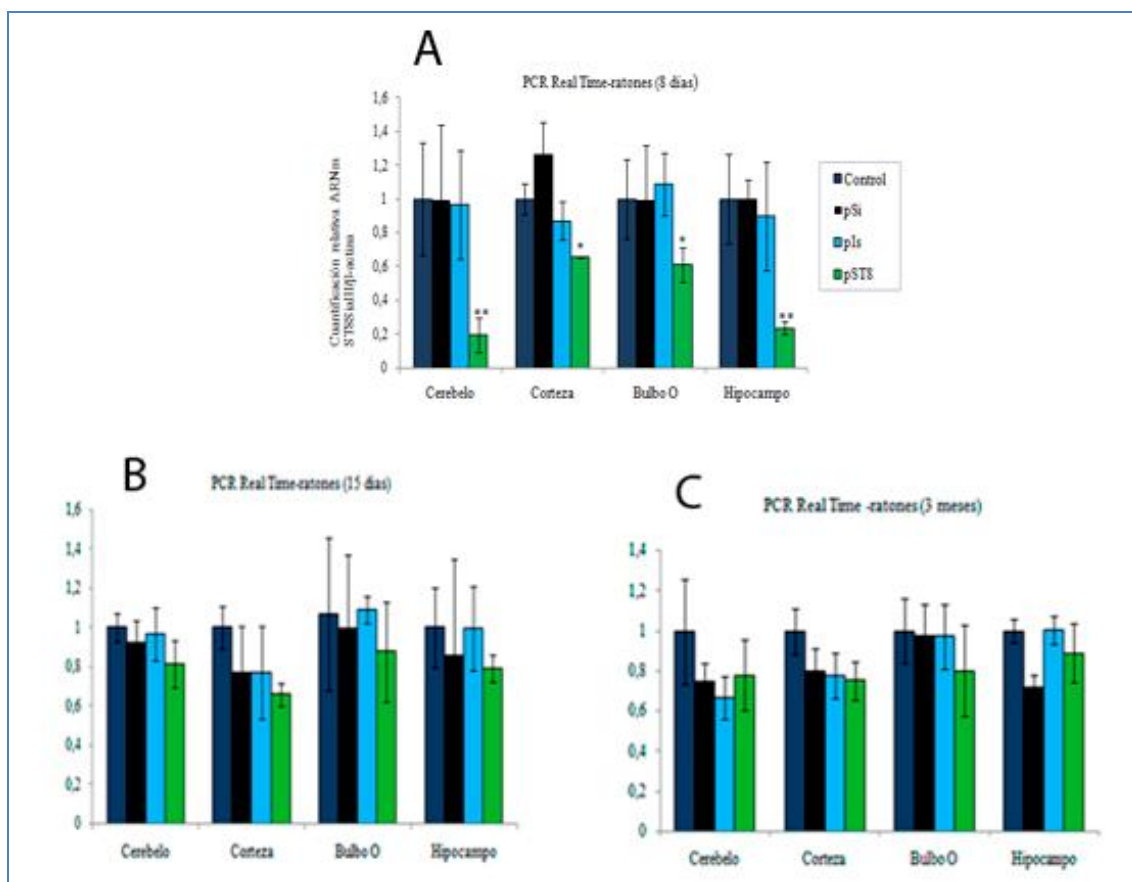 A
PCR Real Time-ratones (8 días)
Cuantificación relativa ARNm
ST8SiaIII/β-actina
1,6
1,4
1,2
1
0,8
0,6
0,4
0,2
0
**
*
*
**
Cerebelo Corteza Bulbo O Hipocampo
Control
pSi
pIs
pST8
B
PCR Real Time-ratones (15 días)
1,6
1,4
1,2
1
0,8
0,6
0,4
0,2
0
Cerebelo Corteza Bulbo O Hipocampo
C
PCR Real Time -ratones (3 meses)
1,4
1,2
1
0,8
0,6
0,4
0,2
0
Cerebelo Corteza Bulbo O Hipocampo